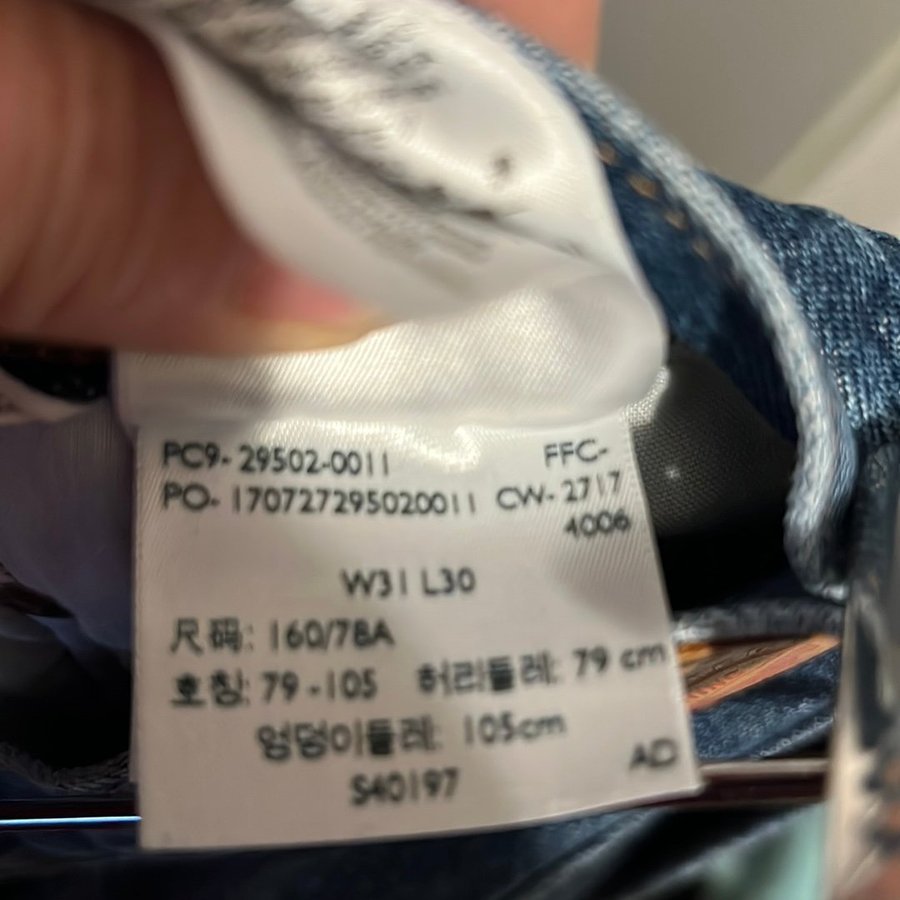 PC9- 29502-0011 FFC-
PO- 170727295020011 CW- 2717
4006
W31 L30
尺码: 160/78A
호칭: 79 -105 허리둘레: 79 cm
엉덩이둘레: 105cm
S40197 AD